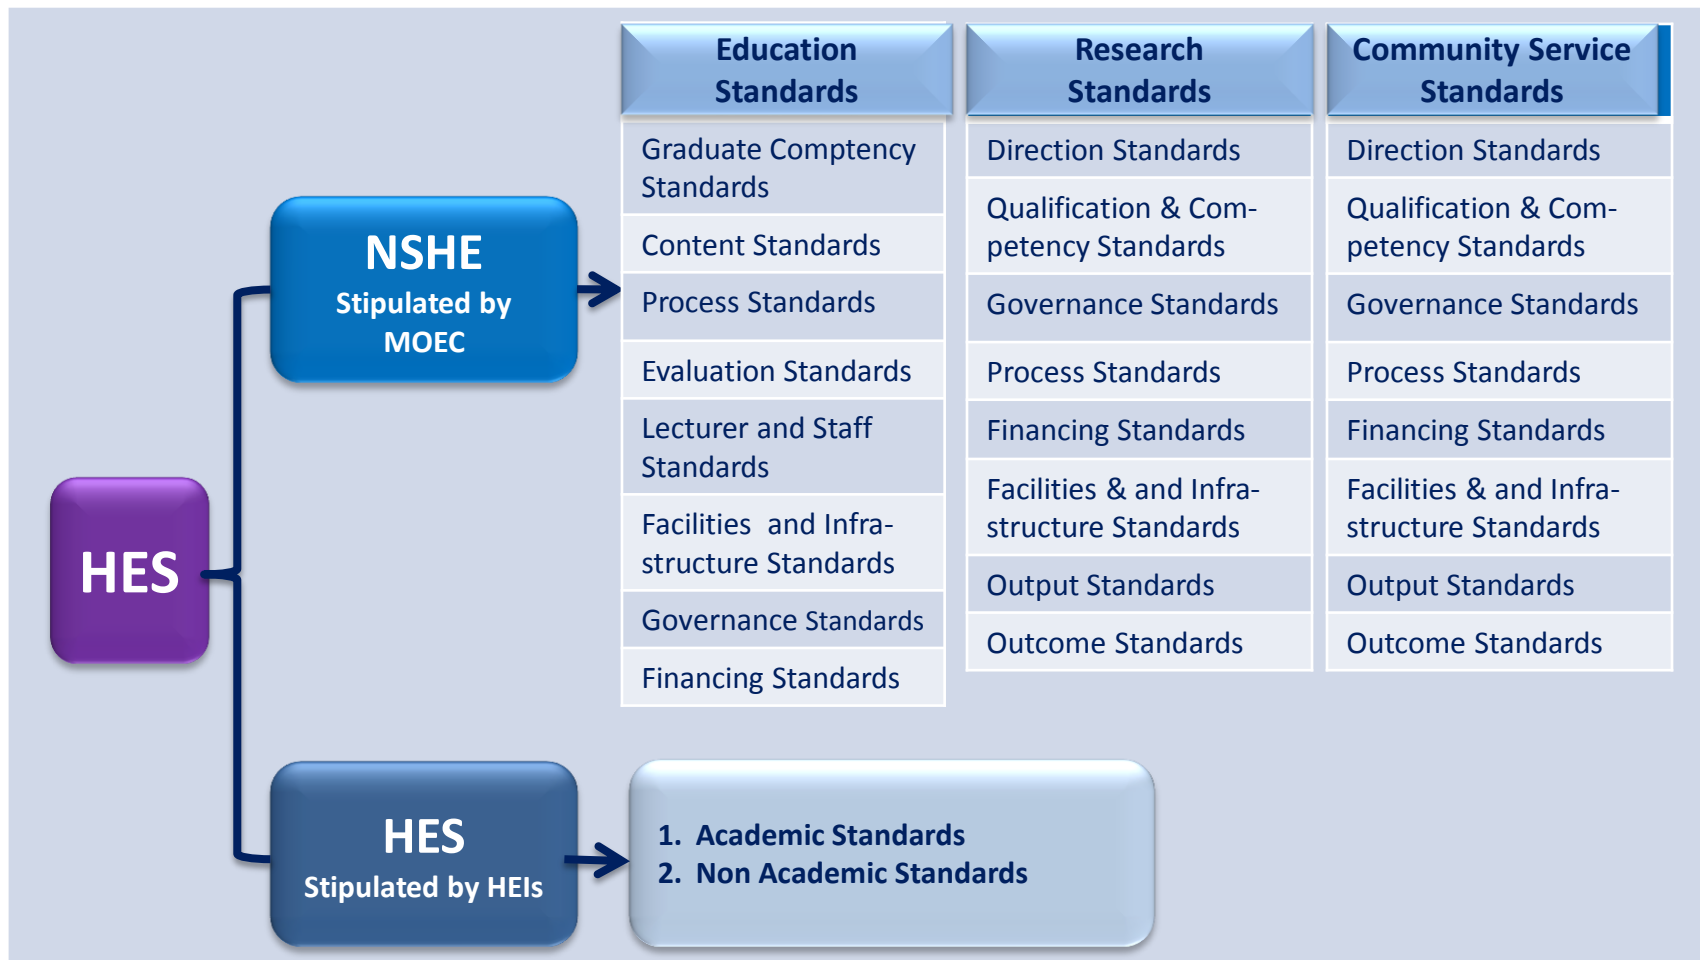 HES
NSHE
Stipulated by
MOEC
Education
Standards
Graduate Comptency
Standards
Content Standards
Process Standards
Evaluation Standards
Lecturer and Staff
Standards
Facilities and Infra-
structure Standards
Governance Standards
Financing Standards
Research
Standards
Direction Standards
Qualification & Com-
petency Standards
Governance Standards
Process Standards
Financing Standards
Facilities & and Infra-
structure Standards
Output Standards
Outcome Standards
Community Service
Standards
Direction Standards
Qualification & Com-
petency Standards
Governance Standards
Process Standards
Financing Standards
Facilities & and Infra-
structure Standards
Output Standards
Outcome Standards
HES
Stipulated by HEIs
1. Academic Standards
2. Non Academic Standards